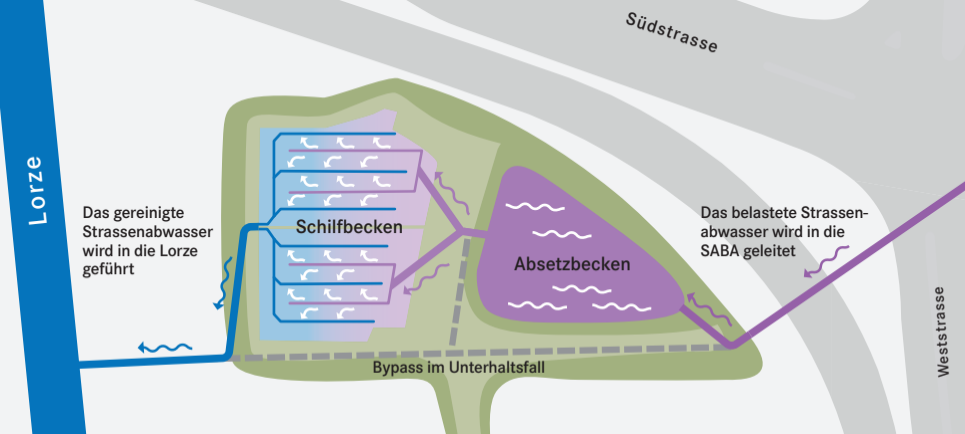 Südstrasse
Lorze
Das gereinigte
Strassenabwasser
wird in die Lorze
geführt
Schilfbecken
Absetzbecken
Das belastete Strassen-
abwasser wird in die
SABA geleitet
Weststrasse
Bypass im Unterhaltsfall